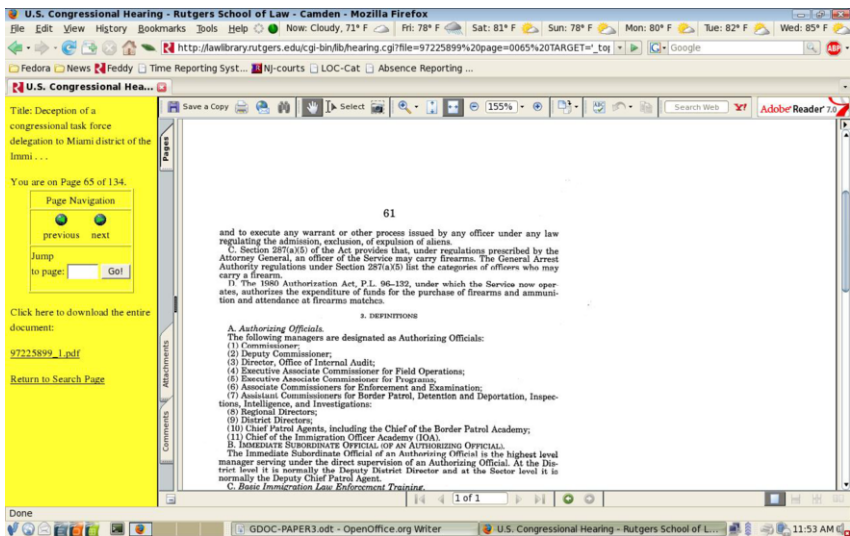 U.S. Congressional Hearing - Rutgers School of Law - Camden - Mozilla Firefox
File Edit View History Bookmarks Tools Help Now: Cloudy, 71° F Fri: 78° F Sat: 81° F Sun: 78° F Mon: 80° F Tue: 82° F Wed: 85° F
http://lawlibrary.rutgers.edu/cgi-bin/lib/hearing.cgi?file=97225899%20page=0065%20TARGET='_top Google ABP
Fedora News Feddy Time Reporting Syst... NJ-courts LOC-Cat Absence Reporting ...
U.S. Congressional Hea...
Title: Deception of a
congressional task force
delegation to Miami district of the
Immi . . .
You are on Page 65 of 134.
Page Navigation
previous next
Jump
to page: Go!
Click here to download the entire
document:
97225899_1.pdf
Return to Search Page
Save a Copy Select 155% Search Web Y! Adobe Reader 7.0
Pages
Attachments
Comments
61
and to execute any warrant or other process issued by any officer under any law
regulating the admission, exclusion, of expulsion of aliens.
C. Section 287(a)(5) of the Act provides that, under regulations prescribed by the
Attorney General, an officer of the Service may carry firearms. The General Arrest
Authority regulations under Section 287(a)(5) list the categories of officers who may
carry a firearm.
D. The 1980 Authorization Act, P.L. 96–132, under which the Service now oper-
ates, authorizes the expenditure of funds for the purchase of firearms and ammuni-
tion and attendance at firearms matches.
3. DEFINITIONS
A. Authorizing Officials.
The following managers are designated as Authorizing Officials:
(1) Commissioner;
(2) Deputy Commissioner;
(3) Director, Office of Internal Audit;
(4) Executive Associate Commissioner for Field Operations;
(5) Executive Associate Commissioner for Programs;
(6) Associate Commissioners for Enforcement and Examination;
(7) Assistant Commissioners for Border Patrol, Detention and Deportation, Inspec-
tions, Intelligence, and Investigations:
(8) Regional Directors;
(9) District Directors;
(10) Chief Patrol Agents, including the Chief of the Border Patrol Academy;
(11) Chief of the Immigration Officer Academy (IOA).
B. IMMEDIATE SUBORDINATE OFFICIAL (OF AN AUTHORIZING OFFICIAL).
The Immediate Subordinate Official of an Authorizing Official is the highest level
manager serving under the direct supervision of an Authorizing Official. At the Dis-
trict level it is normally the Deputy District Director and at the Sector level it is
normally the Deputy Chief Patrol Agent.
C. Basic Immigration Law Enforcement Training.
1 of 1
Done
GDOC-PAPER3.odt - OpenOffice.org Writer U.S. Congressional Hearing - Rutgers School of L... 11:53 AM